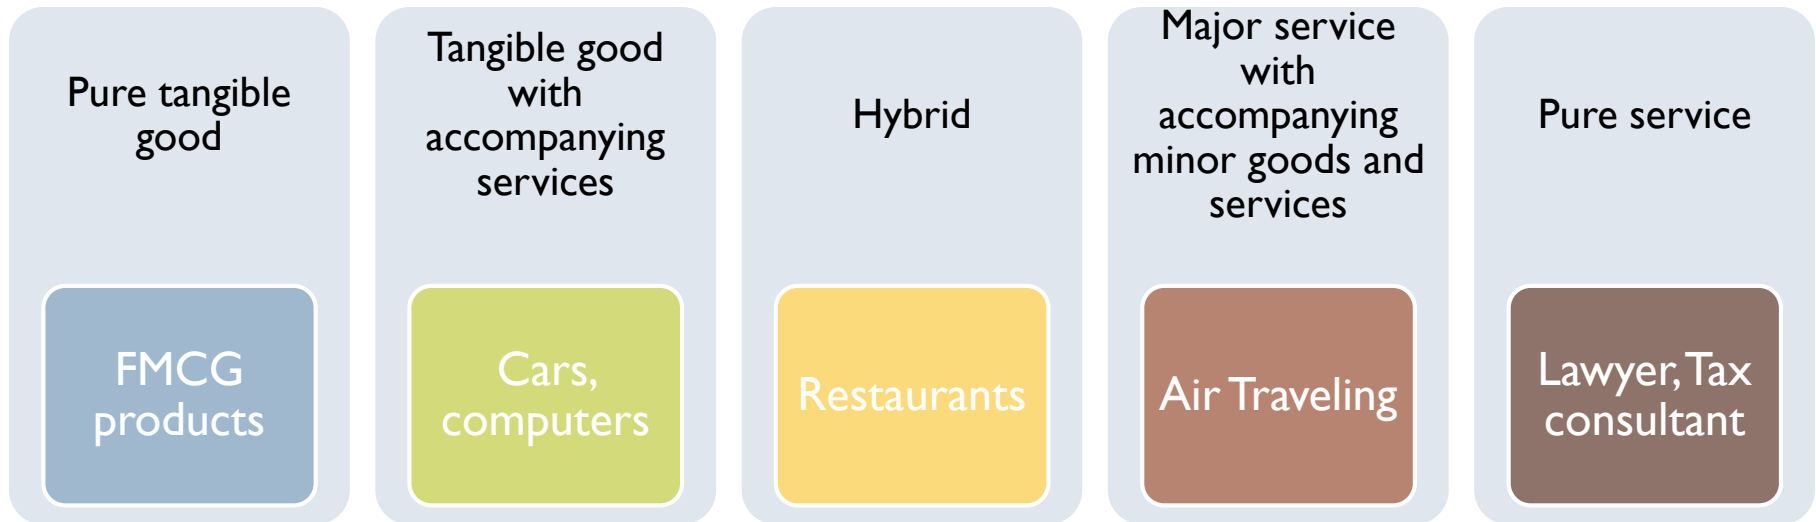 Pure tangible
good
FMCG
products
Tangible good
with
accompanying
services
Cars,
computers
Hybrid
Restaurants
Major service
with
accompanying
minor goods and
services
Air Traveling
Pure service
Lawyer, Tax
consultant